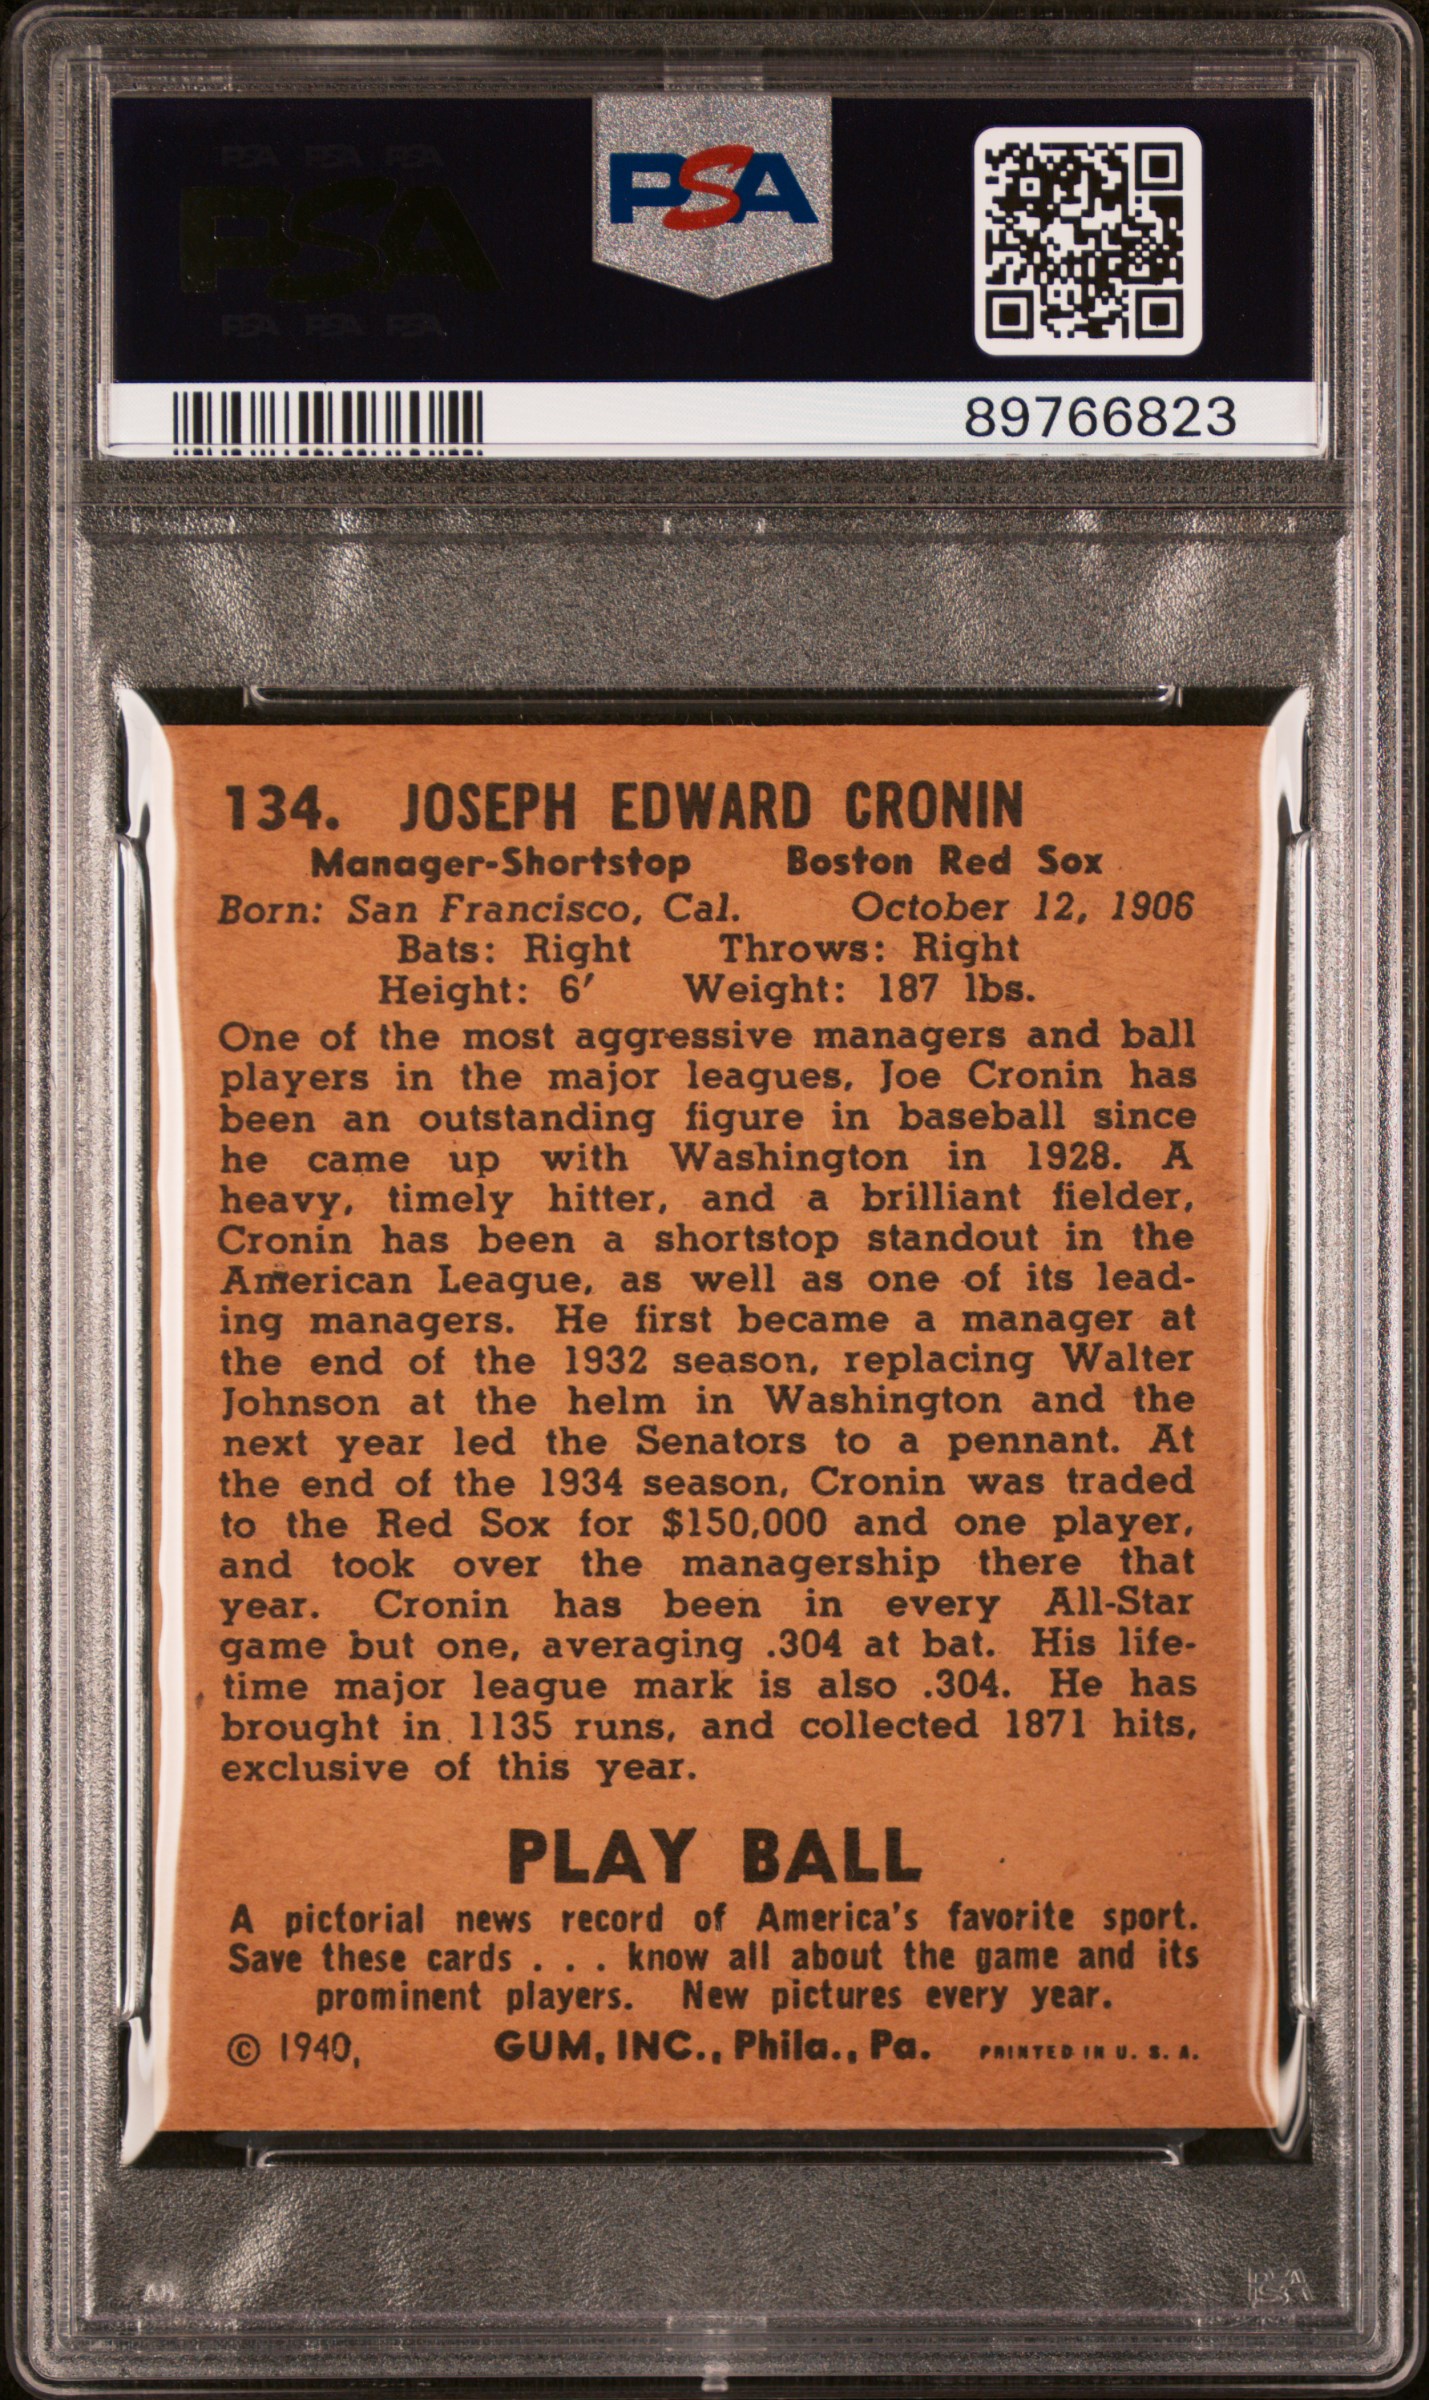 PSA PSA PSA
PSA
PSA PSA PSA
PSA
89766823
134. JOSEPH EDWARD CRONIN
Manager-Shortstop Boston Red Sox
Born: San Francisco, Cal. October 12, 1906
Bats: Right Throws: Right
Height: 6′ Weight: 187 lbs.
One of the most aggressive managers and ball
players in the major leagues, Joe Cronin has
been an outstanding figure in baseball since
he came up with Washington in 1928. A
heavy, timely hitter, and a brilliant fielder,
Cronin has been a shortstop standout in the
American League, as well as one of its lead-
ing managers. He first became a manager at
the end of the 1932 season, replacing Walter
Johnson at the helm in Washington and the
next year led the Senators to a pennant. At
the end of the 1934 season, Cronin was traded
to the Red Sox for $150,000 and one player,
and took over the managership there that
year. Cronin has been in every All-Star
game but one, averaging .304 at bat. His life-
time major league mark is also .304. He has
brought in 1135 runs, and collected 1871 hits,
exclusive of this year.
PLAY BALL
A pictorial news record of America's favorite sport.
Save these cards . . . know all about the game and its
prominent players. New pictures every year.
© 1940, GUM, INC., Phila., Pa. PRINTED IN U. S. A.
PSA